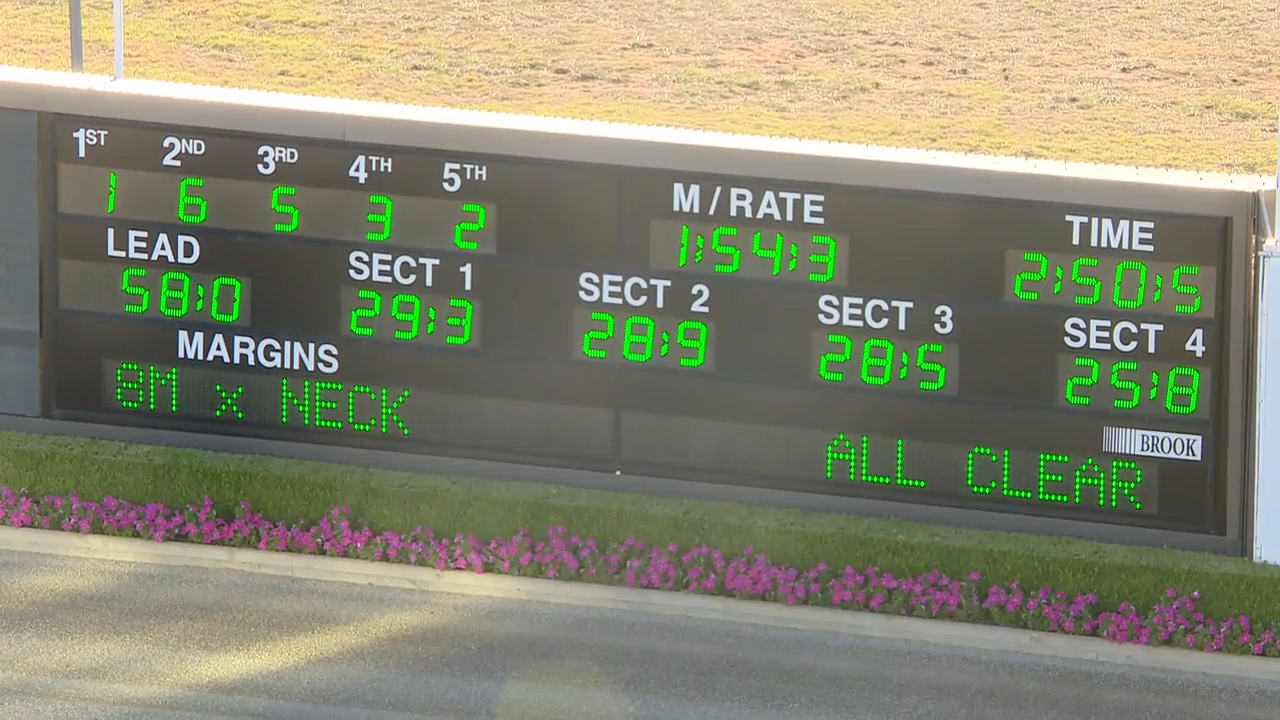 1ST 2ND 3RD 4TH 5TH
1 6 5 3 2
M/RATE
1:54:3
TIME
2:50:5
LEAD
58:0
SECT 1
29:3
SECT 2
28:9
SECT 3
28:5
SECT 4
25:8
MARGINS
8M x NECK
BROOK
ALL CLEAR